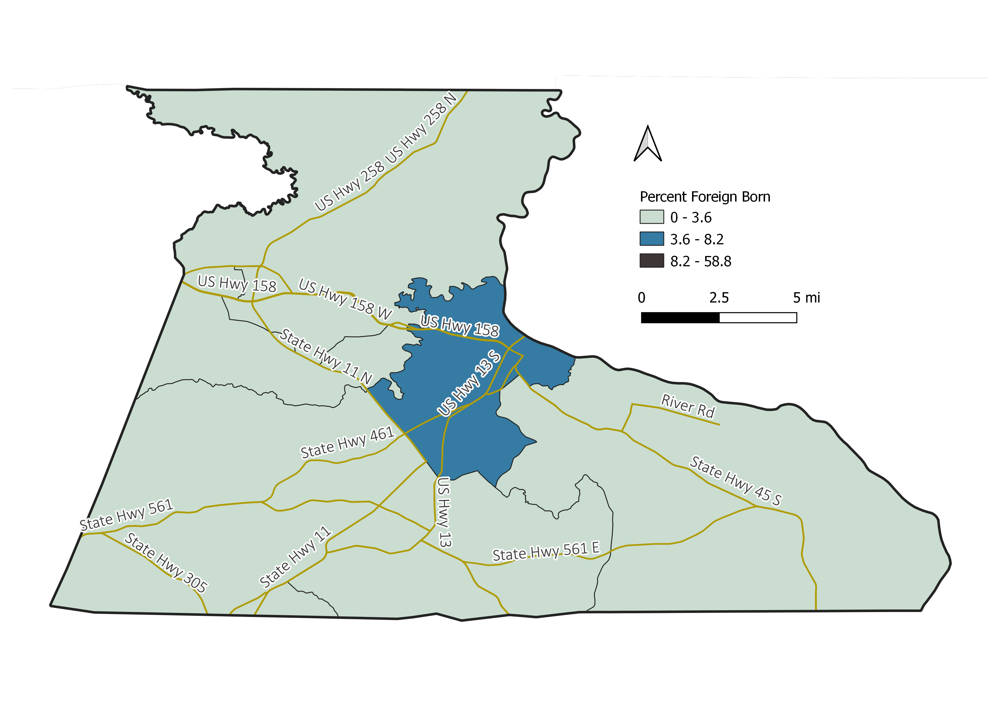 US Hwy 258 N
US Hwy 258
Percent Foreign Born
0 - 3.6
3.6 - 8.2
8.2 - 58.8
US Hwy 158
US Hwy 158 W
0 2.5 5 mi
US Hwy 158
State Hwy 11 N
US Hwy 13 S
River Rd
State Hwy 461
State Hwy 45 S
US Hwy 13
State Hwy 561
State Hwy 11
State Hwy 561 E
State Hwy 305